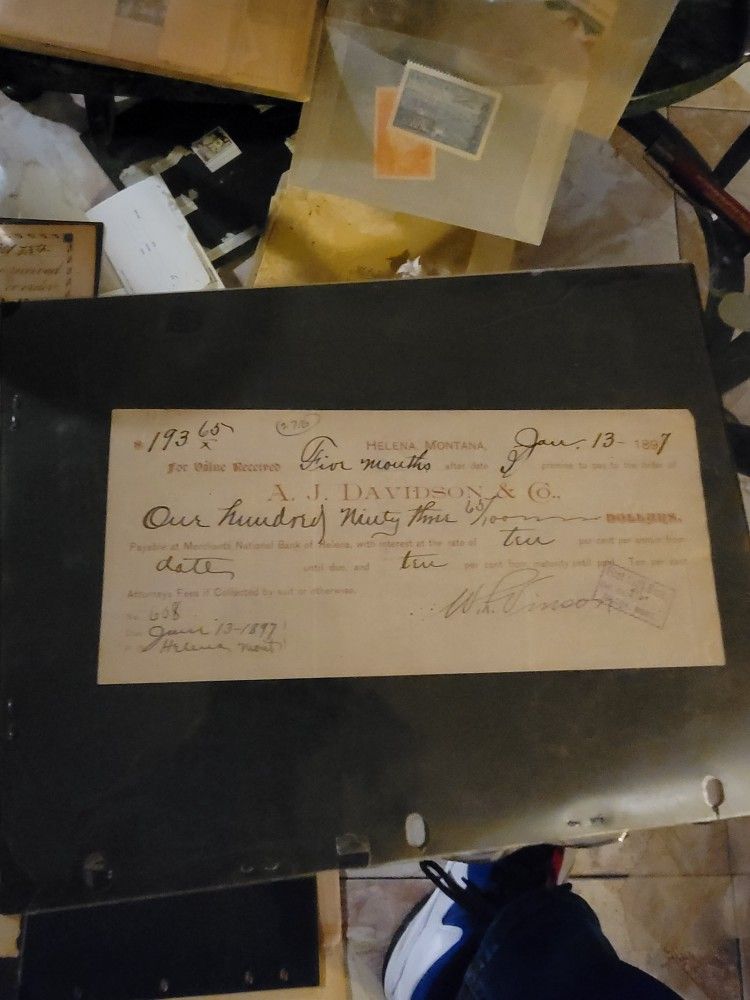 $193 65/x 276 HELENA, MONTANA, Jan. 13- 1897
For Value Received Five months after date I promise to pay to the order of
A. J. DAVIDSON & CO.,
One hundred Ninety three 65/100 DOLLARS,
Payable at Merchants National Bank of Helena, with interest at the rate of ten per cent per annum from
date until due, and ten per cent from maturity until paid. Ten per cent
Attorneys Fees if Collected by suit or otherwise.
No. 608
Due June 13-1897
Helena Mont
W. L. Vinson